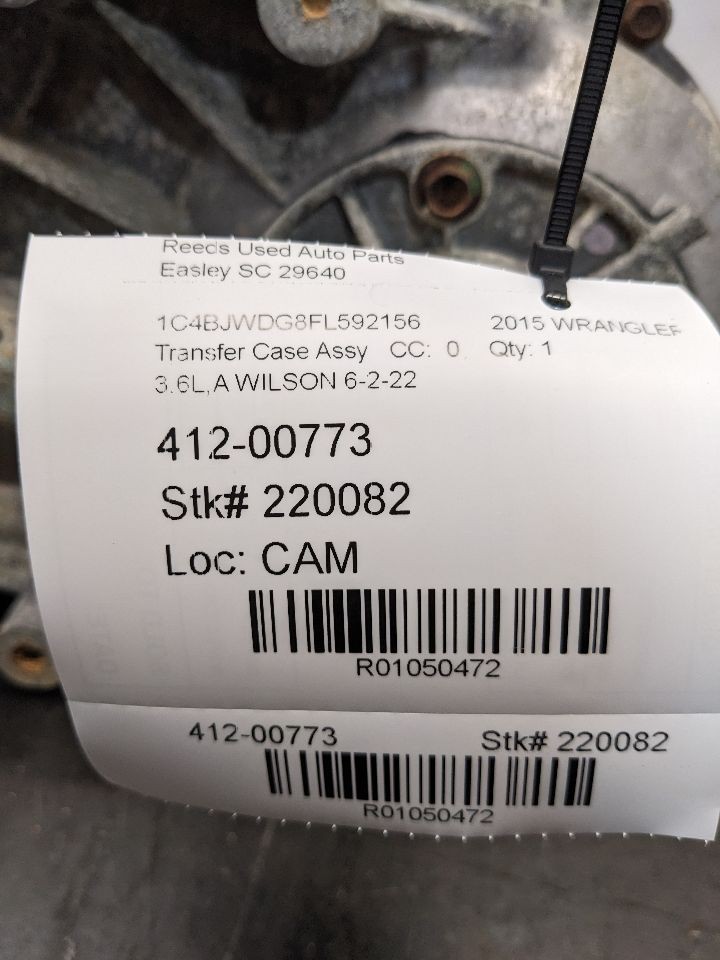 Reeds Used Auto Parts
Easley SC 29640
1C4BJWDG8FL592156 2015 WRANGLER
Transfer Case Assy CC: 0 Qty: 1
3.6L,A WILSON 6-2-22
412-00773
Stk# 220082
Loc: CAM
R01050472
412-00773 Stk# 220082
R01050472